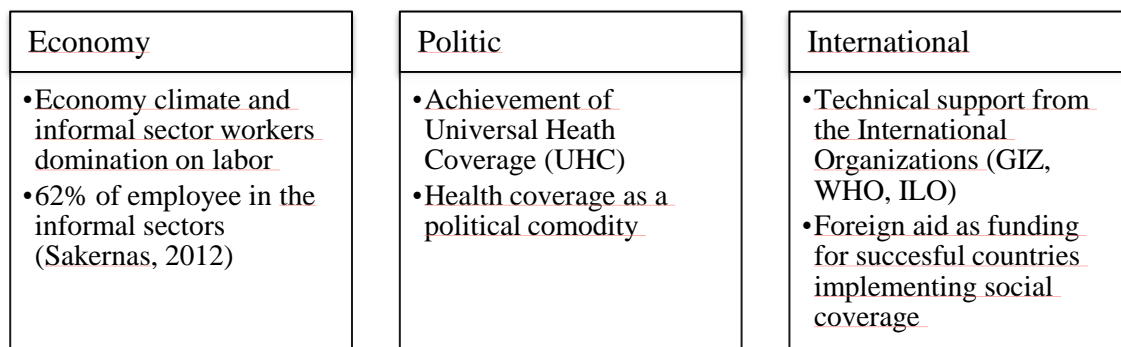 Economy
•Economy climate and
informal sector workers
domination on labor
•62% of employee in the
informal sectors
(Sakernas, 2012)
Politic
•Achievement of
Universal Heath
Coverage (UHC)
•Health coverage as a
political comodity
International
•Technical support from
the International
Organizations (GIZ,
WHO, ILO)
•Foreign aid as funding
for succesful countries
implementing social
coverage